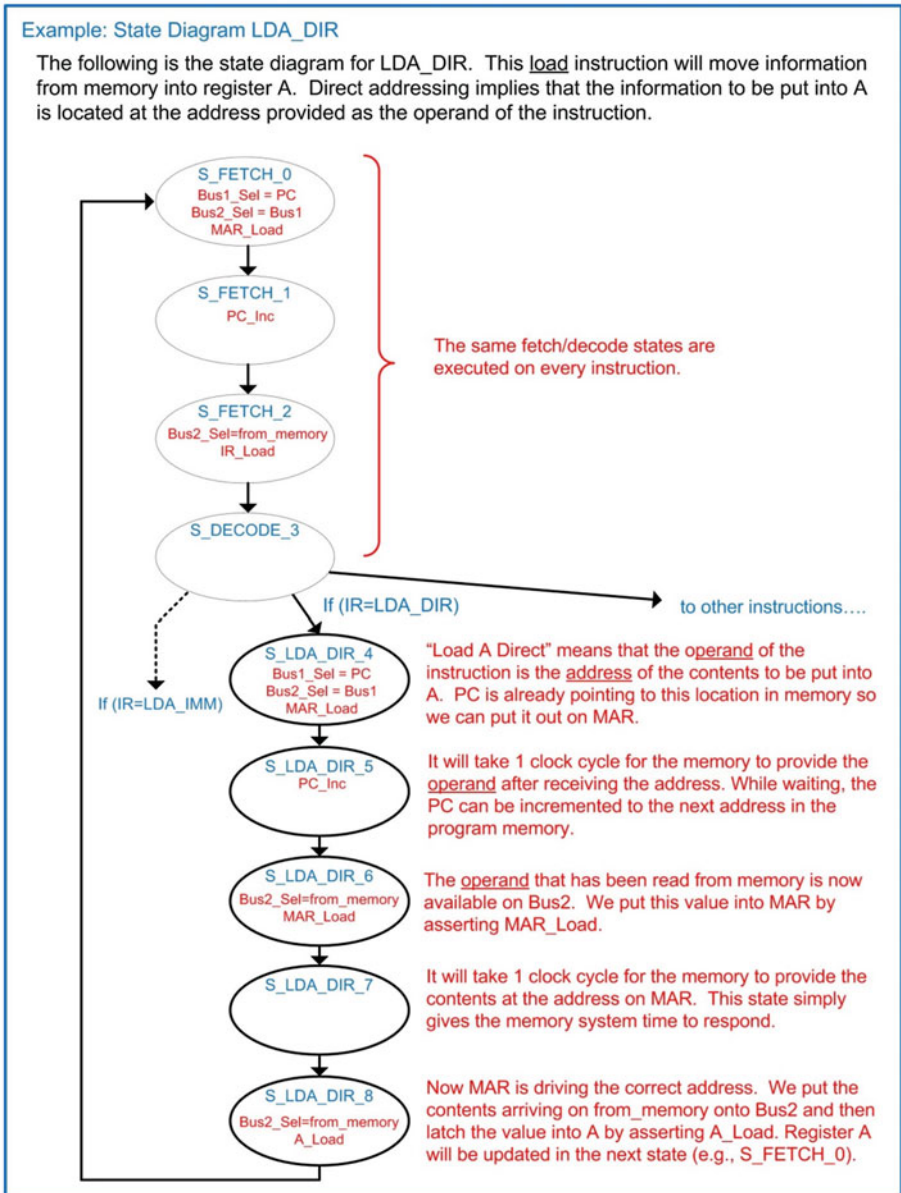 Example: State Diagram LDA_DIR
The following is the state diagram for LDA_DIR. This load instruction will move information
from memory into register A. Direct addressing implies that the information to be put into A
is located at the address provided as the operand of the instruction.
S_FETCH_0
Bus1_Sel = PC
Bus2_Sel = Bus1
MAR_Load
S_FETCH_1
PC_Inc
The same fetch/decode states are
executed on every instruction.
S_FETCH_2
Bus2_Sel=from_memory
IR_Load
S_DECODE_3
If (IR=LDA_DIR)
to other instructions....
If (IR=LDA_IMM)
S_LDA_DIR_4
Bus1_Sel = PC
Bus2_Sel = Bus1
MAR_Load
“Load A Direct” means that the operand of the
instruction is the address of the contents to be put into
A. PC is already pointing to this location in memory so
we can put it out on MAR.
S_LDA_DIR_5
PC_Inc
It will take 1 clock cycle for the memory to provide the
operand after receiving the address. While waiting, the
PC can be incremented to the next address in the
program memory.
S_LDA_DIR_6
Bus2_Sel=from_memory
MAR_Load
The operand that has been read from memory is now
available on Bus2. We put this value into MAR by
asserting MAR_Load.
S_LDA_DIR_7
It will take 1 clock cycle for the memory to provide the
contents at the address on MAR. This state simply
gives the memory system time to respond.
S_LDA_DIR_8
Bus2_Sel=from_memory
A_Load
Now MAR is driving the correct address. We put the
contents arriving on from_memory onto Bus2 and then
latch the value into A by asserting A_Load. Register A
will be updated in the next state (e.g., S_FETCH_0).